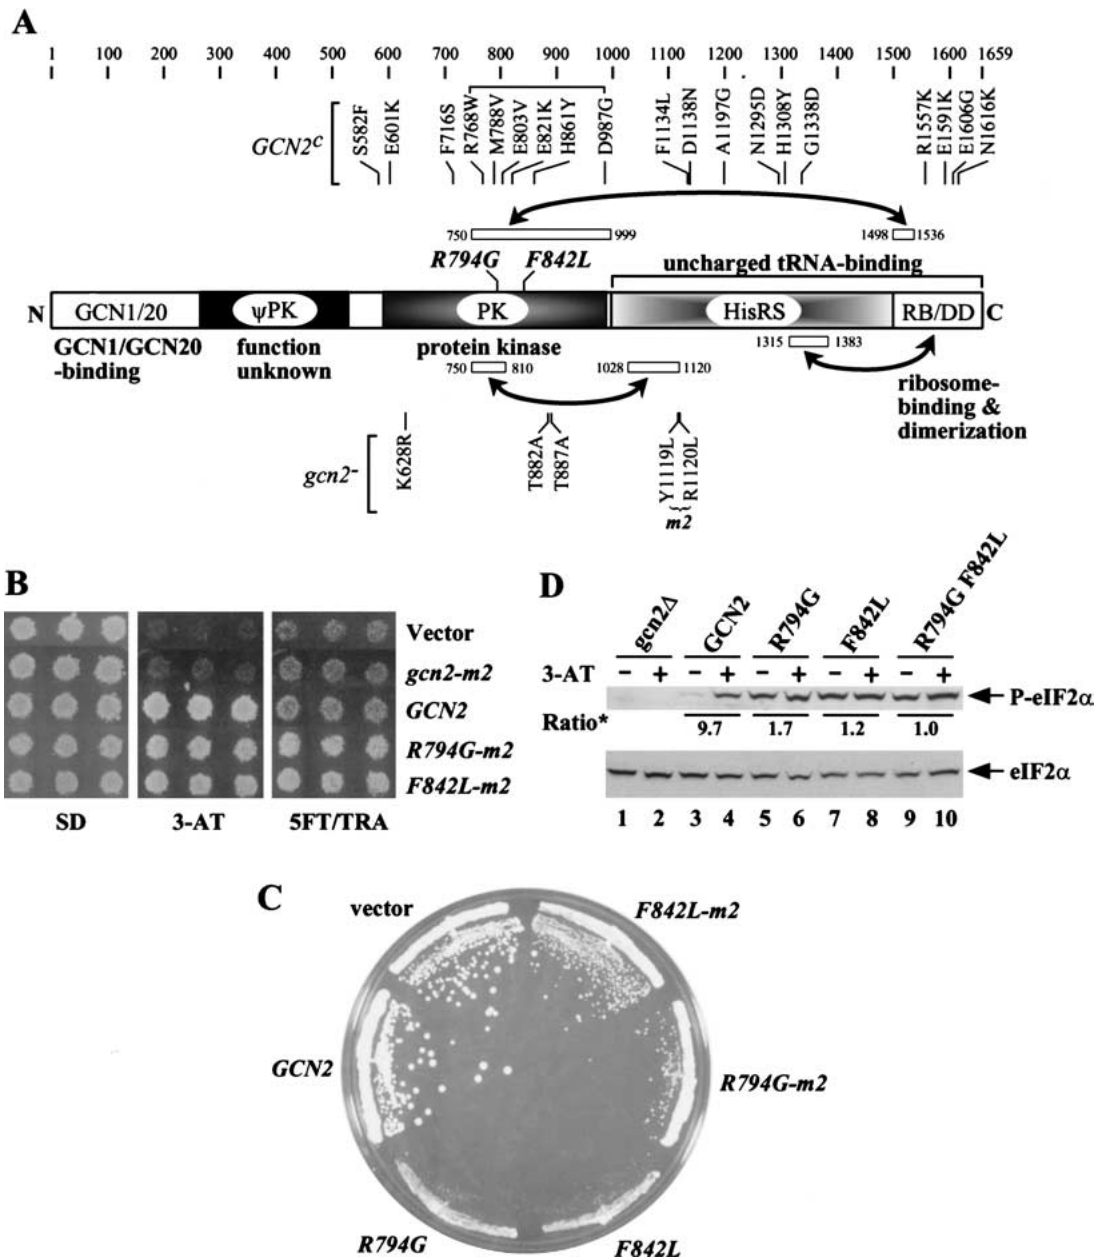 A
1 100 200 300 400 500 600 700 800 900 1000 1100 1200 1300 1400 1500 1600 1659
GCN2c
S582F
E601K
F716S
R768W
M788V
E803V
E821K
H861Y
D987G
F1134L
D1138N
A1197G
N1295D
H1308Y
G1338D
R1557K
E1591K
E1606G
N1616K
750 999 1498 1536
R794G F842L uncharged tRNA-binding
N GCN1/20 ψPK PK HisRS RB/DD C
GCN1/GCN20
-binding
function
unknown
protein kinase
1315 1383
750 810 1028 1120
ribosome-
binding &
dimerization
gcn2-
K628R
T882A
T887A
Y1119L
R1120L
m2
B
Vector
gcn2-m2
GCN2
R794G-m2
F842L-m2
SD 3-AT 5FT/TRA
D
gcn2Δ
GCN2
R794G
F842L
R794G F842L
3-AT - + - + - + - + - +
P-eIF2α
Ratio* 9.7 1.7 1.2 1.0
eIF2α
1 2 3 4 5 6 7 8 9 10
C
vector
F842L-m2
GCN2
R794G-m2
R794G
F842L